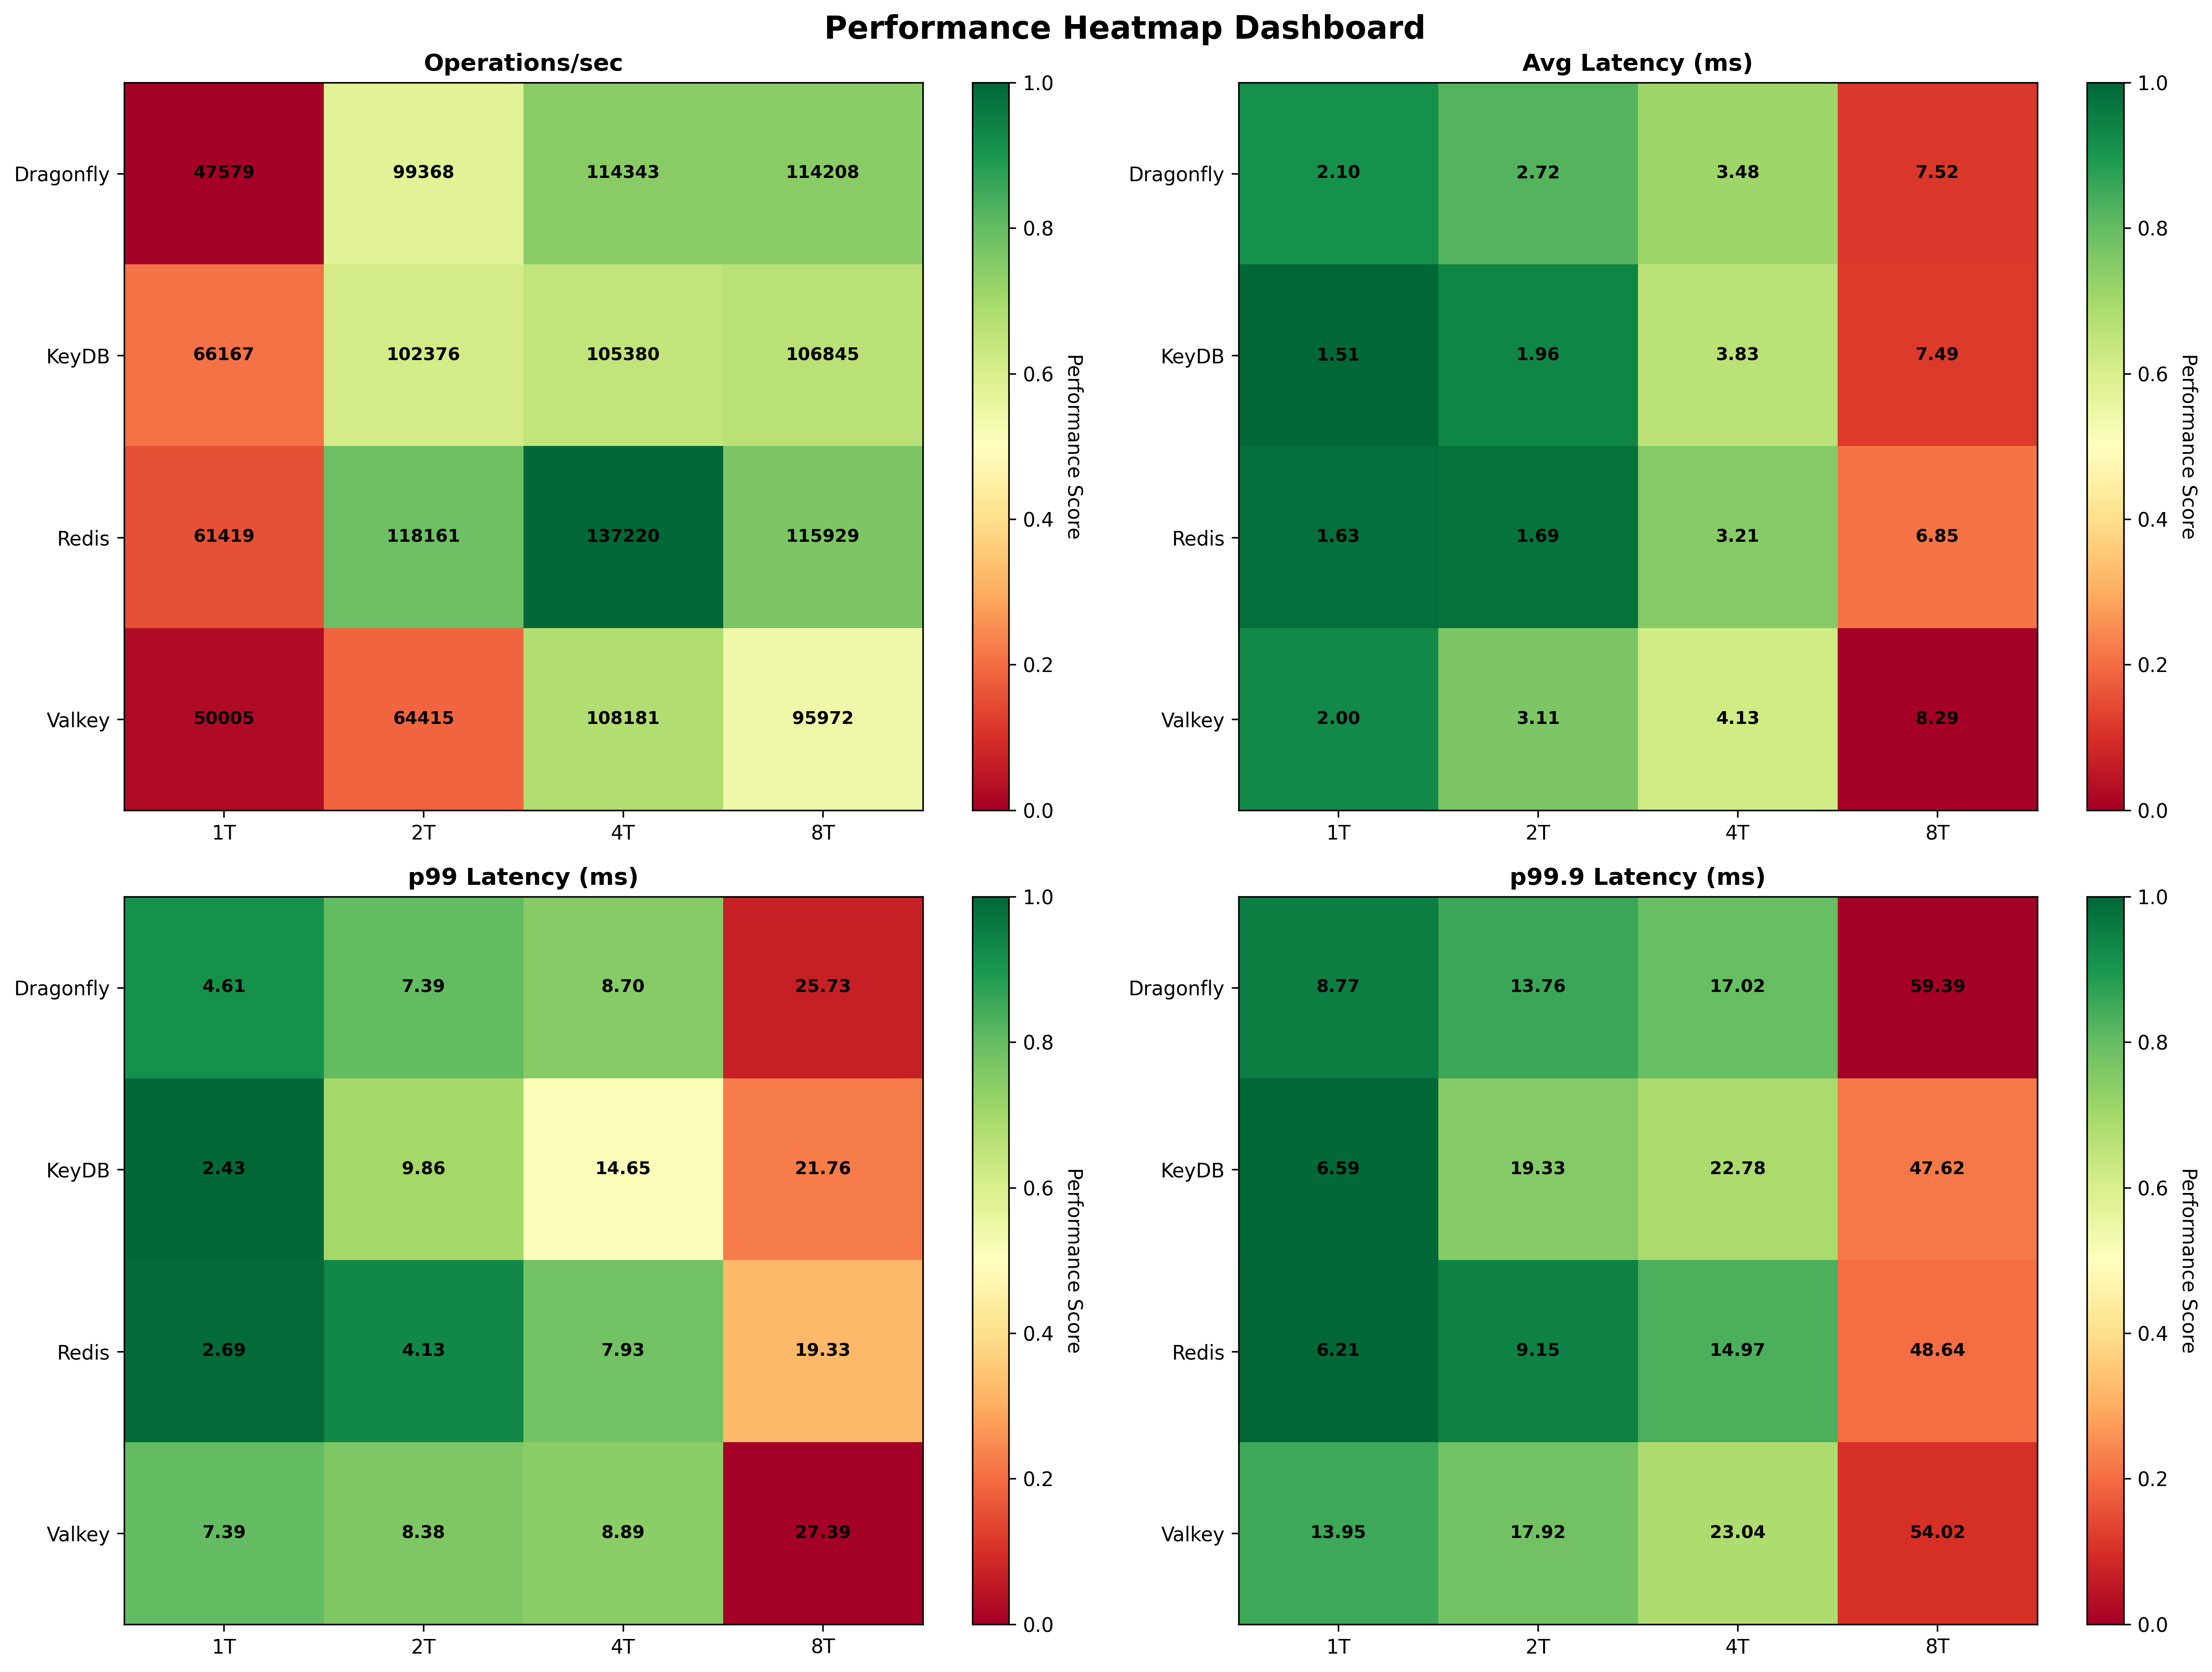 Performance Heatmap Dashboard
Operations/sec
Dragonfly 47579 99368 114343 114208
KeyDB 66167 102376 105380 106845
Redis 61419 118161 137220 115929
Valkey 50005 64415 108181 95972
1T 2T 4T 8T
1.0
0.8
0.6
0.4
0.2
0.0
Performance Score
Avg Latency (ms)
Dragonfly 2.10 2.72 3.48 7.52
KeyDB 1.51 1.96 3.83 7.49
Redis 1.63 1.69 3.21 6.85
Valkey 2.00 3.11 4.13 8.29
1T 2T 4T 8T
1.0
0.8
0.6
0.4
0.2
0.0
Performance Score
p99 Latency (ms)
Dragonfly 4.61 7.39 8.70 25.73
KeyDB 2.43 9.86 14.65 21.76
Redis 2.69 4.13 7.93 19.33
Valkey 7.39 8.38 8.89 27.39
1T 2T 4T 8T
1.0
0.8
0.6
0.4
0.2
0.0
Performance Score
p99.9 Latency (ms)
Dragonfly 8.77 13.76 17.02 59.39
KeyDB 6.59 19.33 22.78 47.62
Redis 6.21 9.15 14.97 48.64
Valkey 13.95 17.92 23.04 54.02
1T 2T 4T 8T
1.0
0.8
0.6
0.4
0.2
0.0
Performance Score